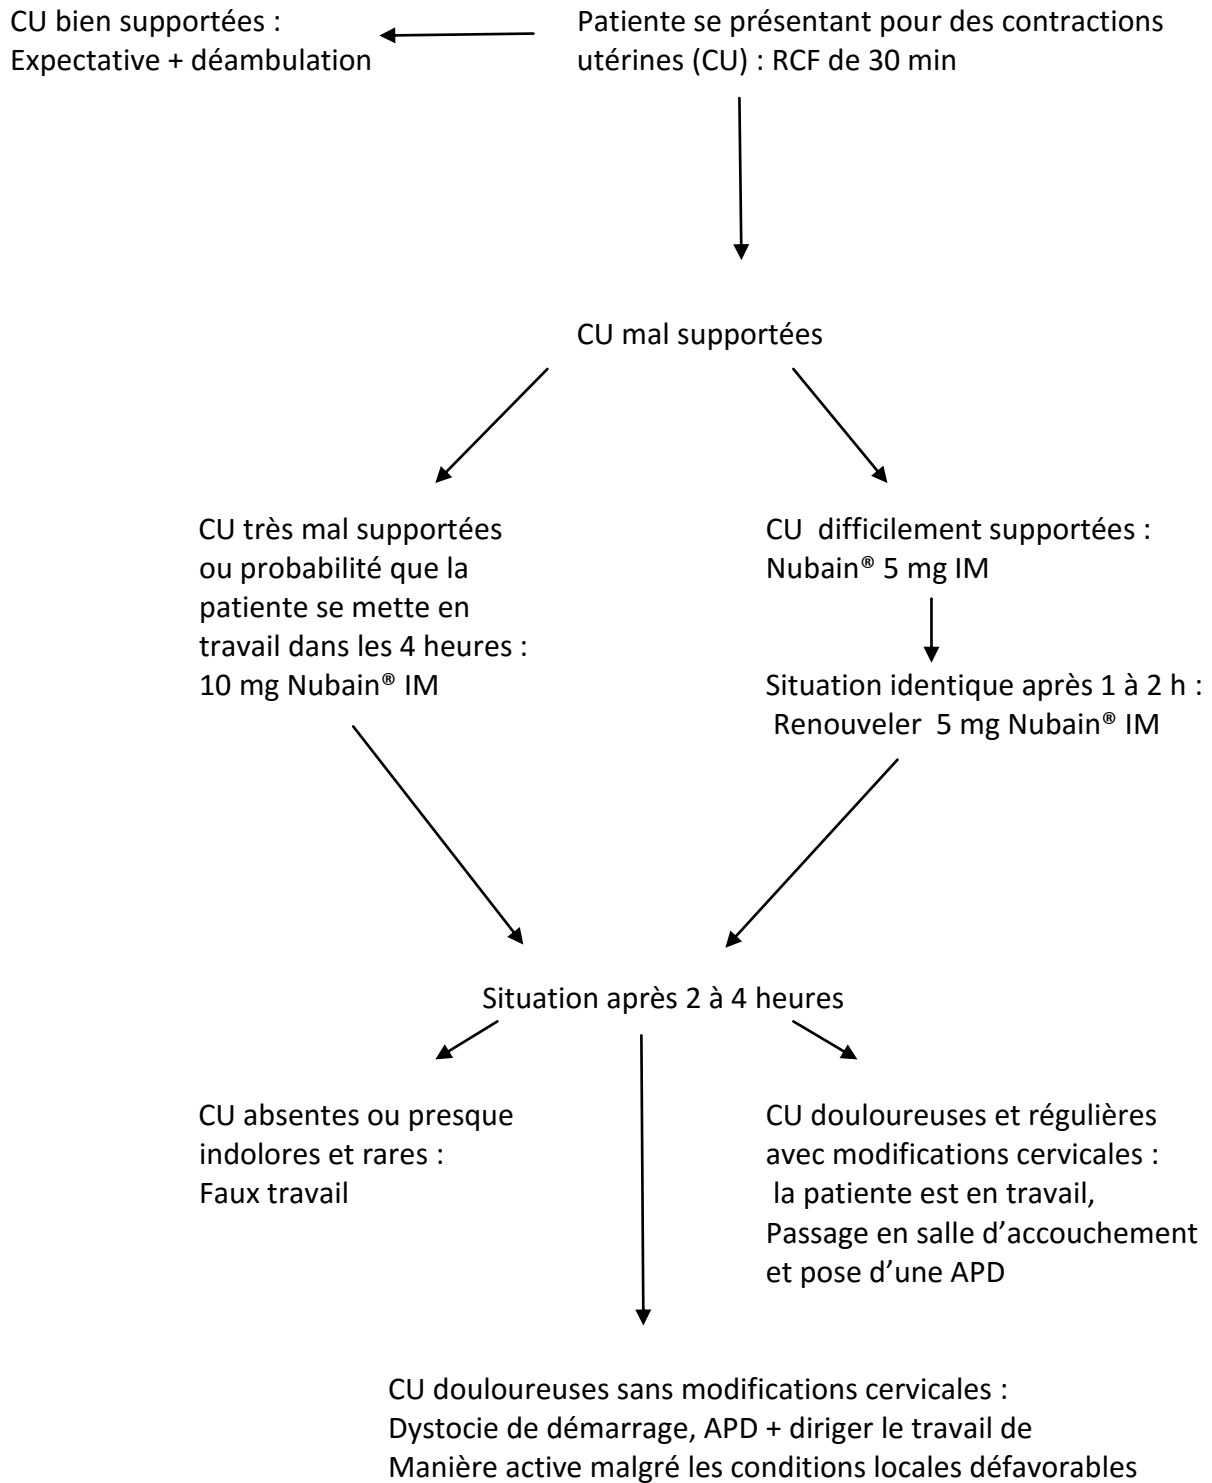 CU bien supportées :
Expectative + déambulation
Patiente se présentant pour des contractions
utérines (CU) : RCF de 30 min
CU mal supportées
CU très mal supportées
ou probabilité que la
patiente se mette en
travail dans les 4 heures :
10 mg Nubain® IM
CU difficilement supportées :
Nubain® 5 mg IM
Situation identique après 1 à 2 h :
Renouveler 5 mg Nubain® IM
Situation après 2 à 4 heures
CU absentes ou presque
indolores et rares :
Faux travail
CU douloureuses et régulières
avec modifications cervicales :
la patiente est en travail,
Passage en salle d’accouchement
et pose d’une APD
CU douloureuses sans modifications cervicales :
Dystocie de démarrage, APD + diriger le travail de
Manière active malgré les conditions locales défavorables